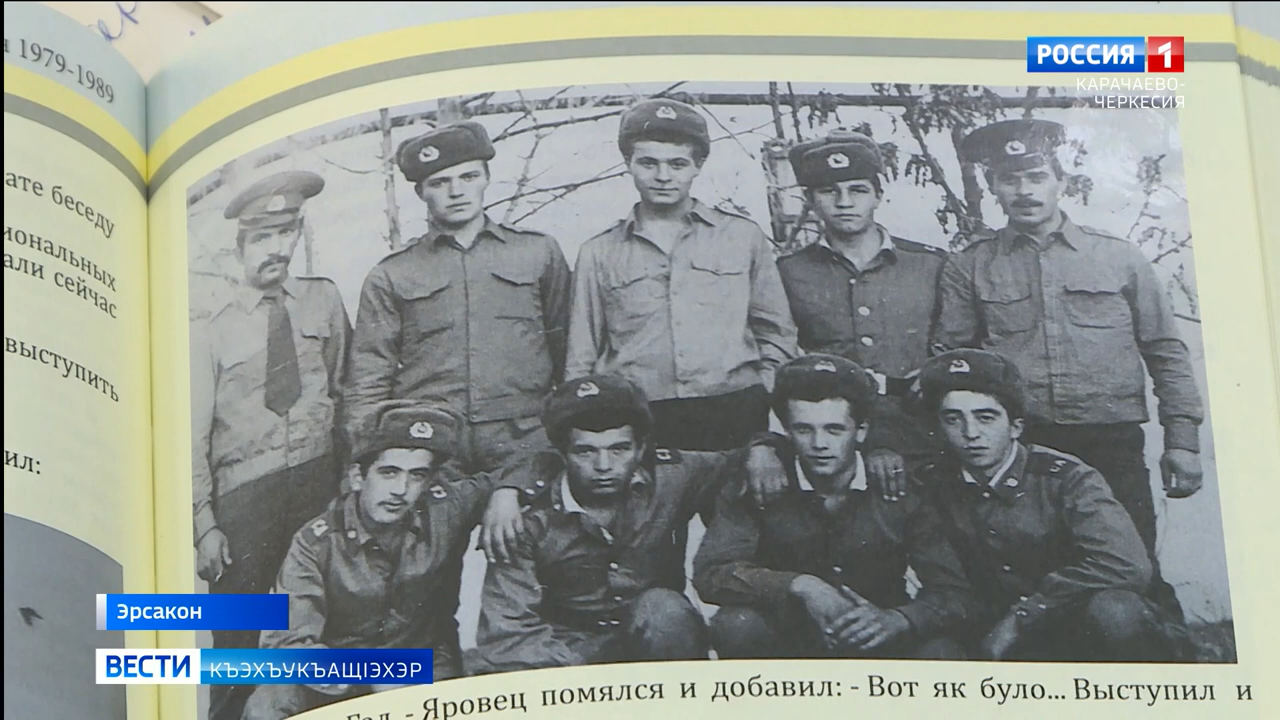 1979-1989
РОССИЯ 1
КАРАЧАЕВО-
ЧЕРКЕСИЯ
ате беседу
иональных
али сейчас
выступить
ил:
Эрсакон
ВЕСТИ КЪЭХЪУКЪАЩIЭХЭР
- Яровец помялся и добавил: - Вот як було... Выступил и